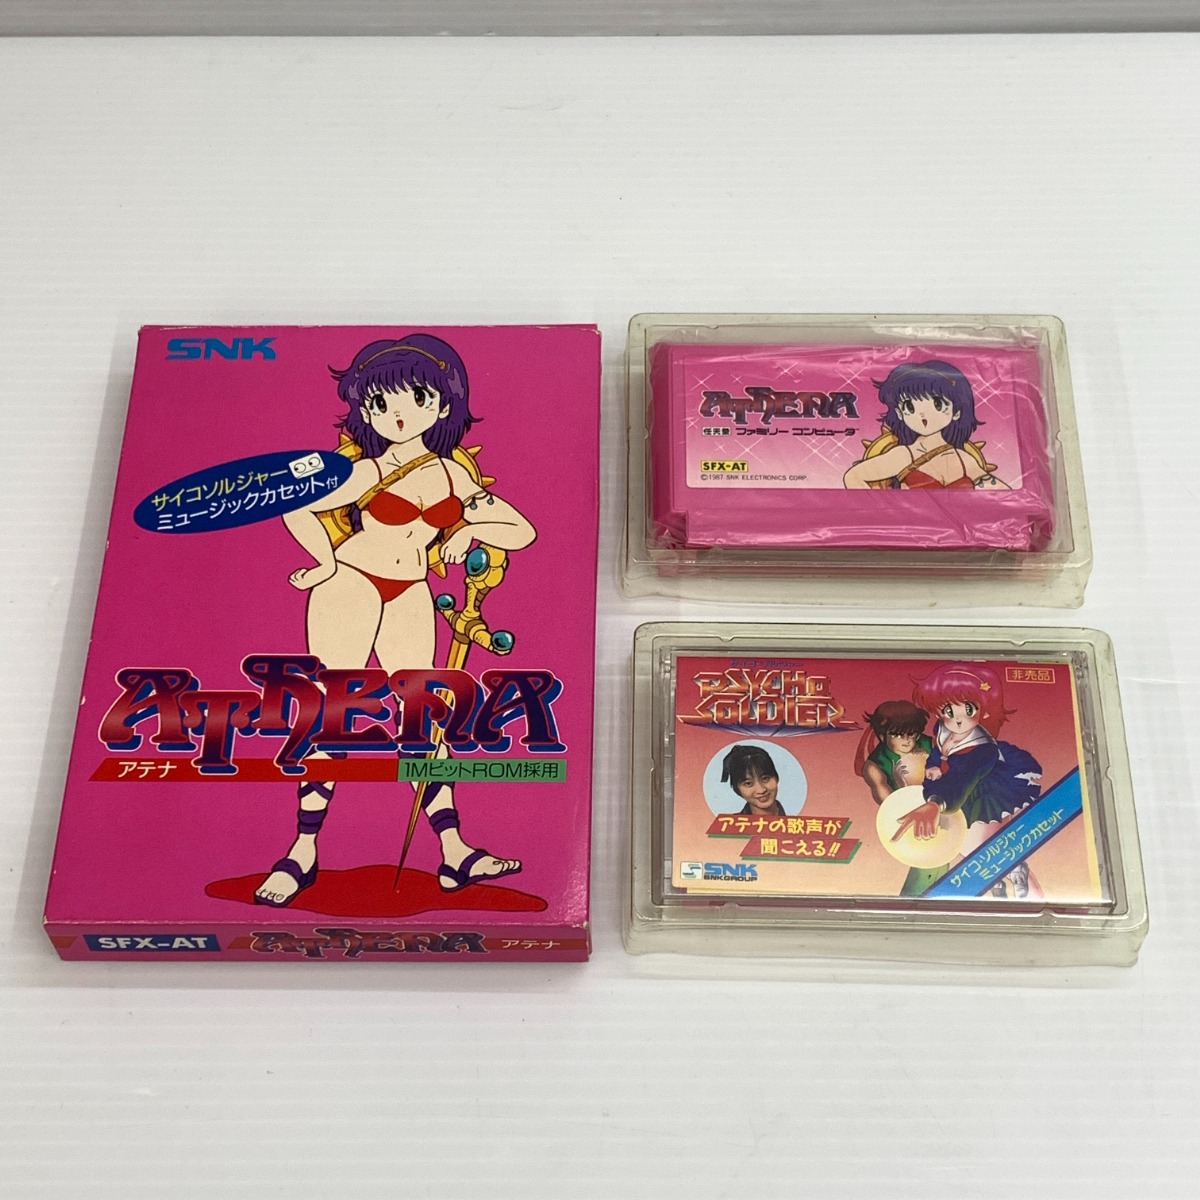 SNK
サイコソルジャー
ミュージックカセット付
ATHENA
アテナ
1MビットROM採用
SFX-AT
ATHENA
アテナ
ATHENA
任天堂 ファミリー コンピュータ
SFX-AT
©1987 SNK ELECTRONICS CORP.
PSYCHO
SOLDIER
非売品
アテナの歌声が
聞こえる!!
SNK
SNKGROUP
サイコ・ソルジャー
ミュージックカセット